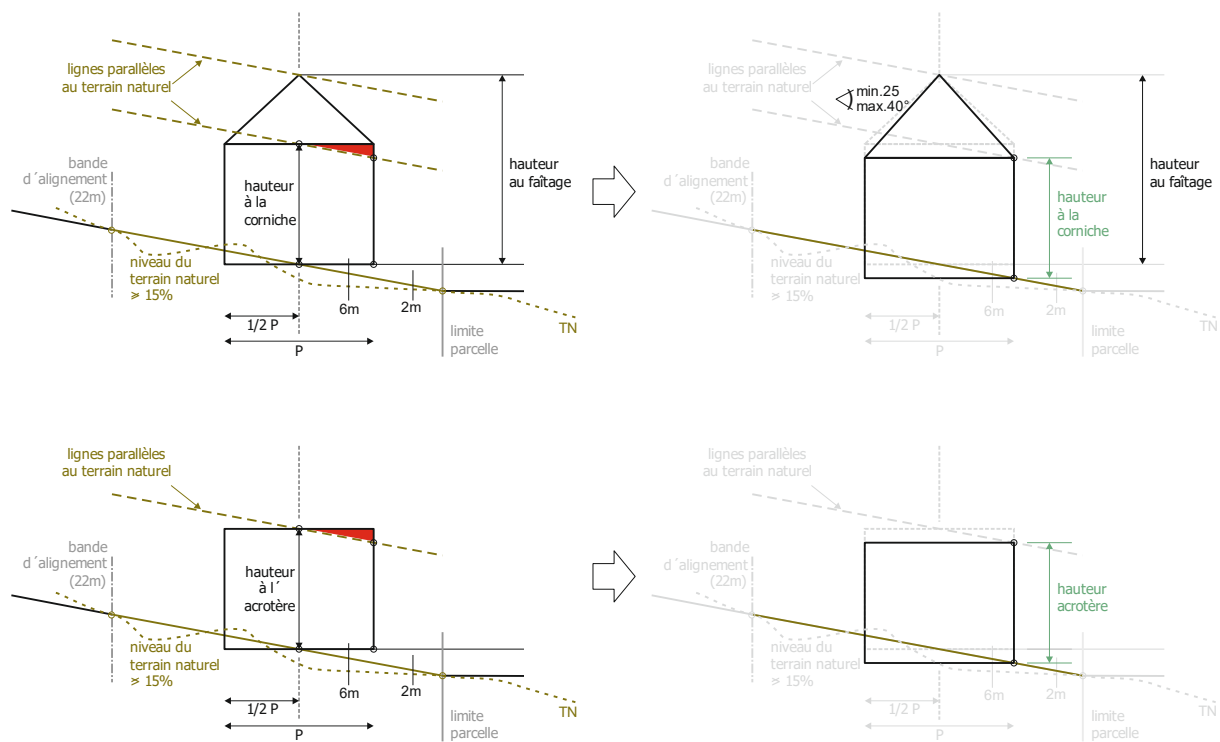 lignes parallèles
au terrain naturel
bande
d´alignement
(22m)
hauteur
à la
corniche
hauteur
au faîtage
niveau du
terrain naturel
⩾ 15%
6m
2m
1/2 P
P
limite
parcelle
TN
lignes parallèles
au terrain naturel
min.25
max.40°
bande
d´alignement
(22m)
hauteur
à la
corniche
hauteur
au faîtage
niveau du
terrain naturel
⩾ 15%
6m
2m
1/2 P
P
limite
parcelle
TN
lignes parallèles
au terrain naturel
bande
d´alignement
(22m)
hauteur
à l´
acrotère
niveau du
terrain naturel
⩾ 15%
6m
2m
1/2 P
P
limite
parcelle
TN
lignes parallèles
au terrain naturel
bande
d´alignement
(22m)
hauteur
acrotère
niveau du
terrain naturel
⩾ 15%
6m
2m
1/2 P
P
limite
parcelle
TN